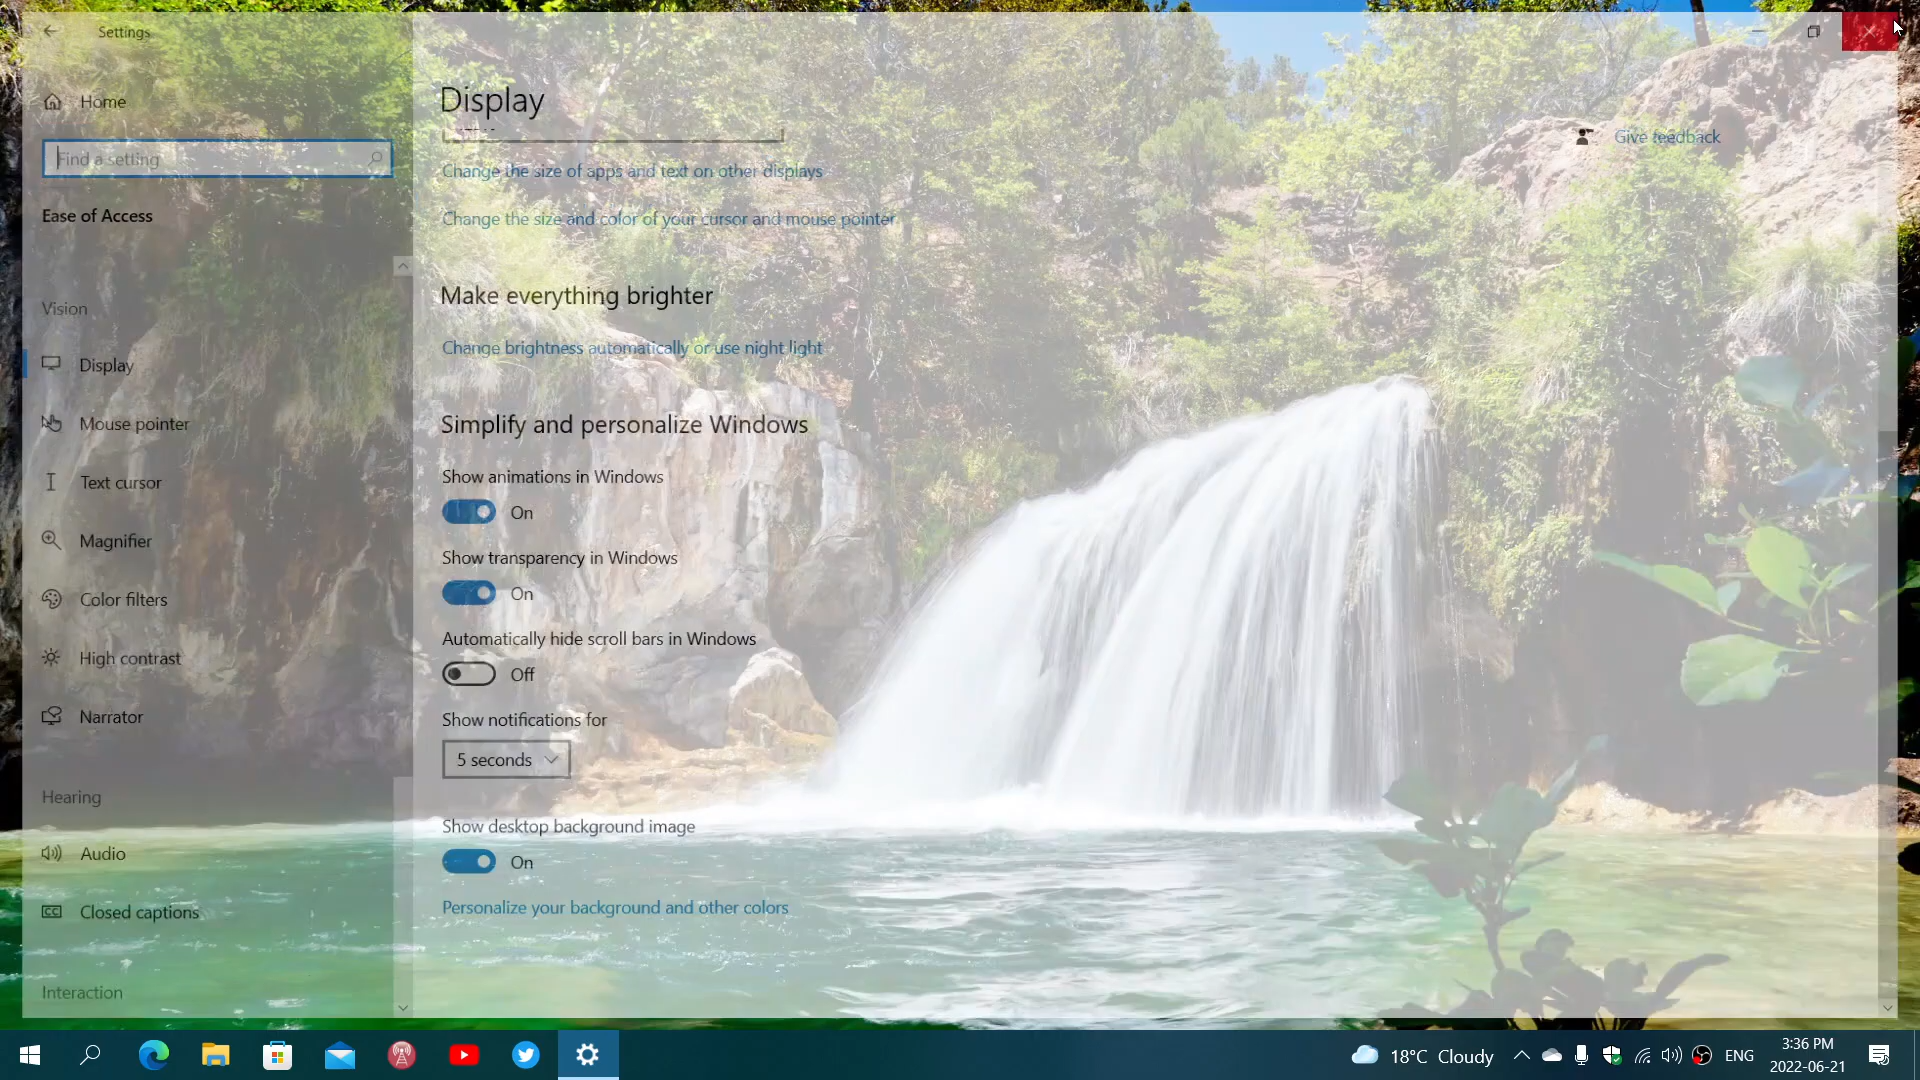 Settings
Home
Find a setting
Ease of Access
Vision
Display
Mouse pointer
Text cursor
Magnifier
Color filters
High contrast
Narrator
Hearing
Audio
CC Closed captions
Interaction
Display
Change the size of apps and text on other displays
Change the size and color of your cursor and mouse pointer
Make everything brighter
Change brightness automatically or use night light
Simplify and personalize Windows
Show animations in Windows
On
Show transparency in Windows
On
Automatically hide scroll bars in Windows
Off
Show notifications for
5 seconds
Show desktop background image
On
Personalize your background and other colors
Give feedback
18°C Cloudy
ENG
3:36 PM
2022-06-21